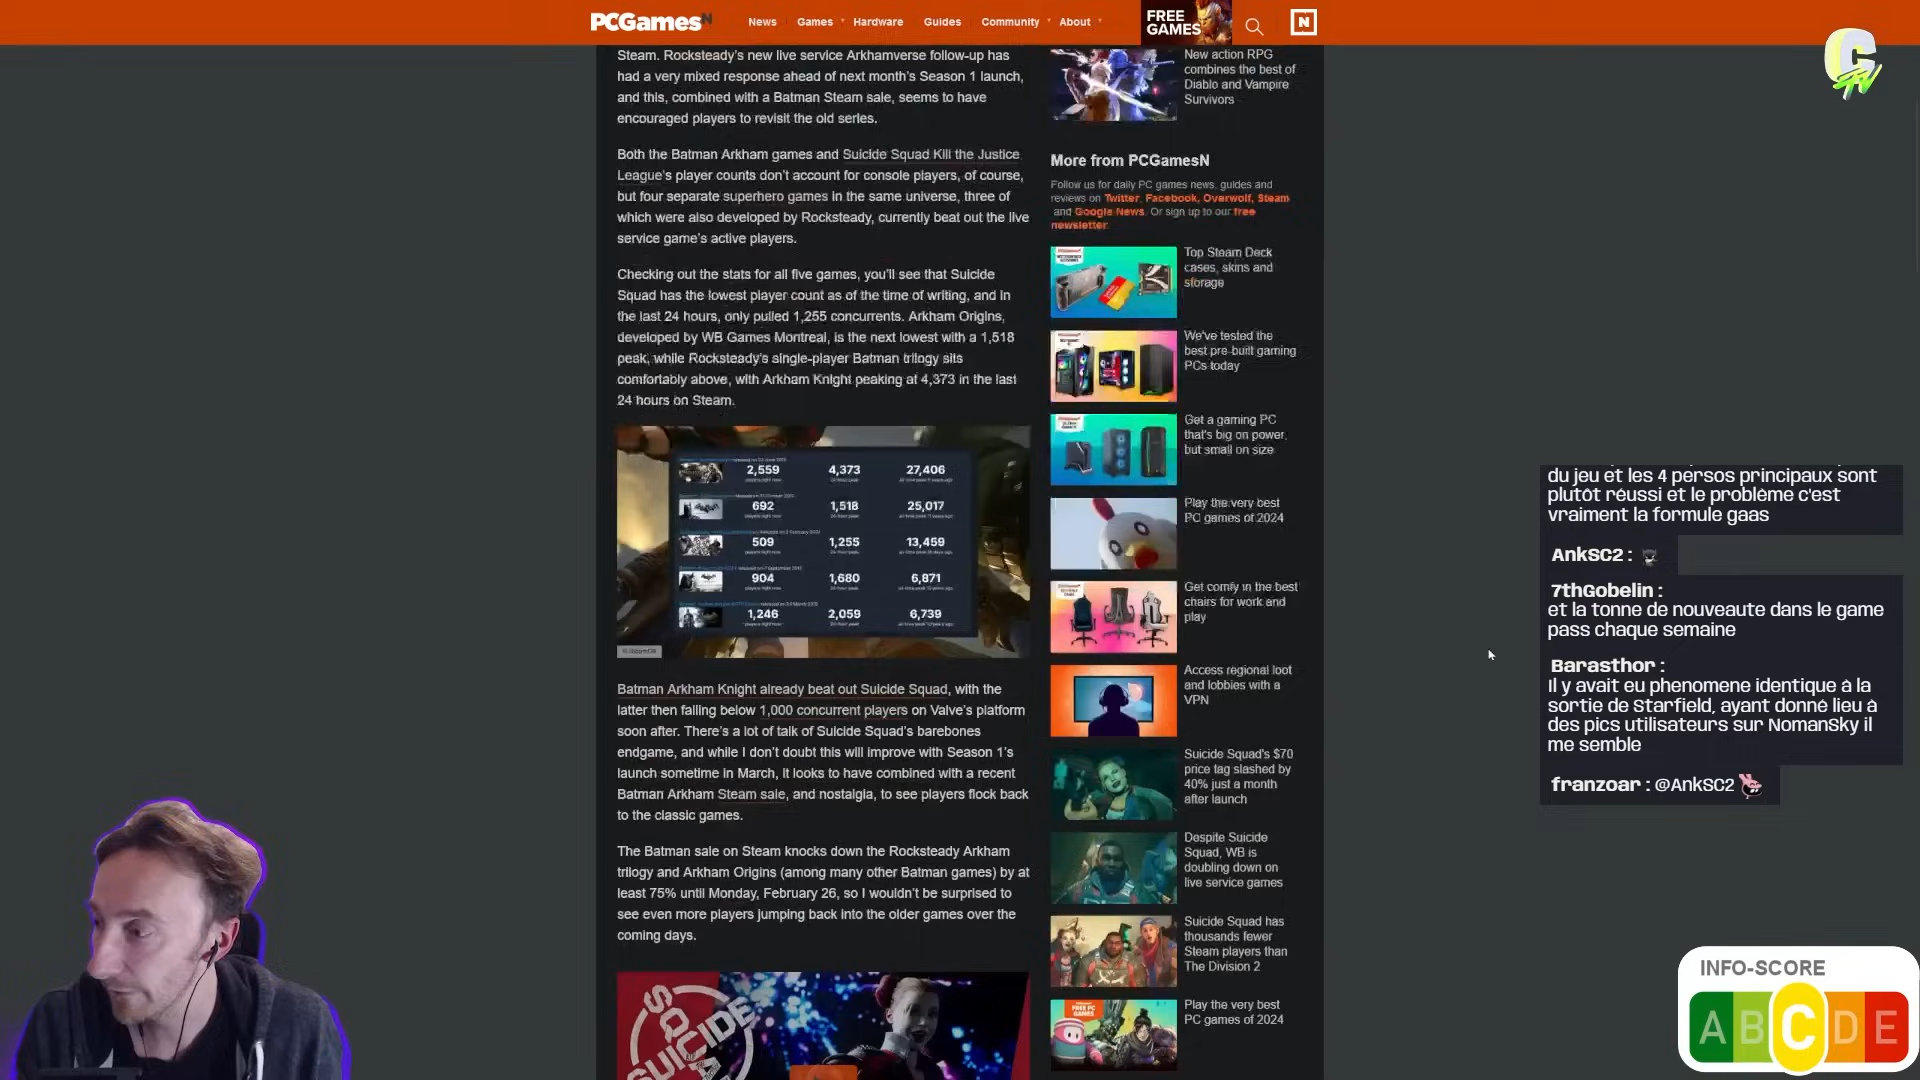 PCGamesN
News
Games
Hardware
Guides
Community
About
FREE
GAMES
N
Steam. Rocksteady's new live service Arkhamverse follow-up has
had a very mixed response ahead of next month's Season 1 launch,
and this, combined with a Batman Steam sale, seems to have
encouraged players to revisit the old series.
Both the Batman Arkham games and Suicide Squad Kill the Justice
League's player counts don't account for console players, of course,
but four separate superhero games in the same universe, three of
which were also developed by Rocksteady, currently beat out the live
service game's active players.
Checking out the stats for all five games, you'll see that Suicide
Squad has the lowest player count as of the time of writing, and in
the last 24 hours, only pulled 1,255 concurrents. Arkham Origins,
developed by WB Games Montreal, is the next lowest with a 1,518
peak, while Rocksteady's single-player Batman trilogy sits
comfortably above, with Arkham Knight peaking at 4,373 in the last
24 hours on Steam.
2,559 4,373 27,406
692 1,518 25,017
509 1,255 13,459
904 1,680 6,871
1,246 2,059 6,739
Batman Arkham Knight already beat out Suicide Squad, with the
latter then falling below 1,000 concurrent players on Valve's platform
soon after. There's a lot of talk of Suicide Squad's barebones
endgame, and while I don't doubt this will improve with Season 1's
launch sometime in March, it looks to have combined with a recent
Batman Arkham Steam sale, and nostalgia, to see players flock back
to the classic games.
The Batman sale on Steam knocks down the Rocksteady Arkham
trilogy and Arkham Origins (among many other Batman games) by at
least 75% until Monday, February 26, so I wouldn't be surprised to
see even more players jumping back into the older games over the
coming days.
SUICIDE
New action RPG
combines the best of
Diablo and Vampire
Survivors
More from PCGamesN
Follow us for daily PC games news, guides and
reviews on Twitter, Facebook, Overwolf, Steam
and Google News. Or sign up to our free
newsletter.
Top Steam Deck
cases, skins and
storage
We've tested the
best pre-built gaming
PCs today
Get a gaming PC
that's big on power,
but small on size
Play the very best
PC games of 2024
Get comfy in the best
chairs for work and
play
Access regional loot
and lobbies with a
VPN
Suicide Squad's $70
price tag slashed by
40% just a month
after launch
Despite Suicide
Squad, WB is
doubling down on
live service games
Suicide Squad has
thousands fewer
Steam players than
The Division 2
FREE PC
GAMES
Play the very best
PC games of 2024
du jeu et les 4 persos principaux sont
plutôt réussi et le problème c'est
vraiment la formule gaas
AnkSC2 :
7thGobelin :
et la tonne de nouveaute dans le game
pass chaque semaine
Barasthor :
Il y avait eu phenomene identique à la
sortie de Starfield, ayant donné lieu à
des pics utilisateurs sur NomanSky il
me semble
franzoar : @AnkSC2
INFO-SCORE
A B C D E